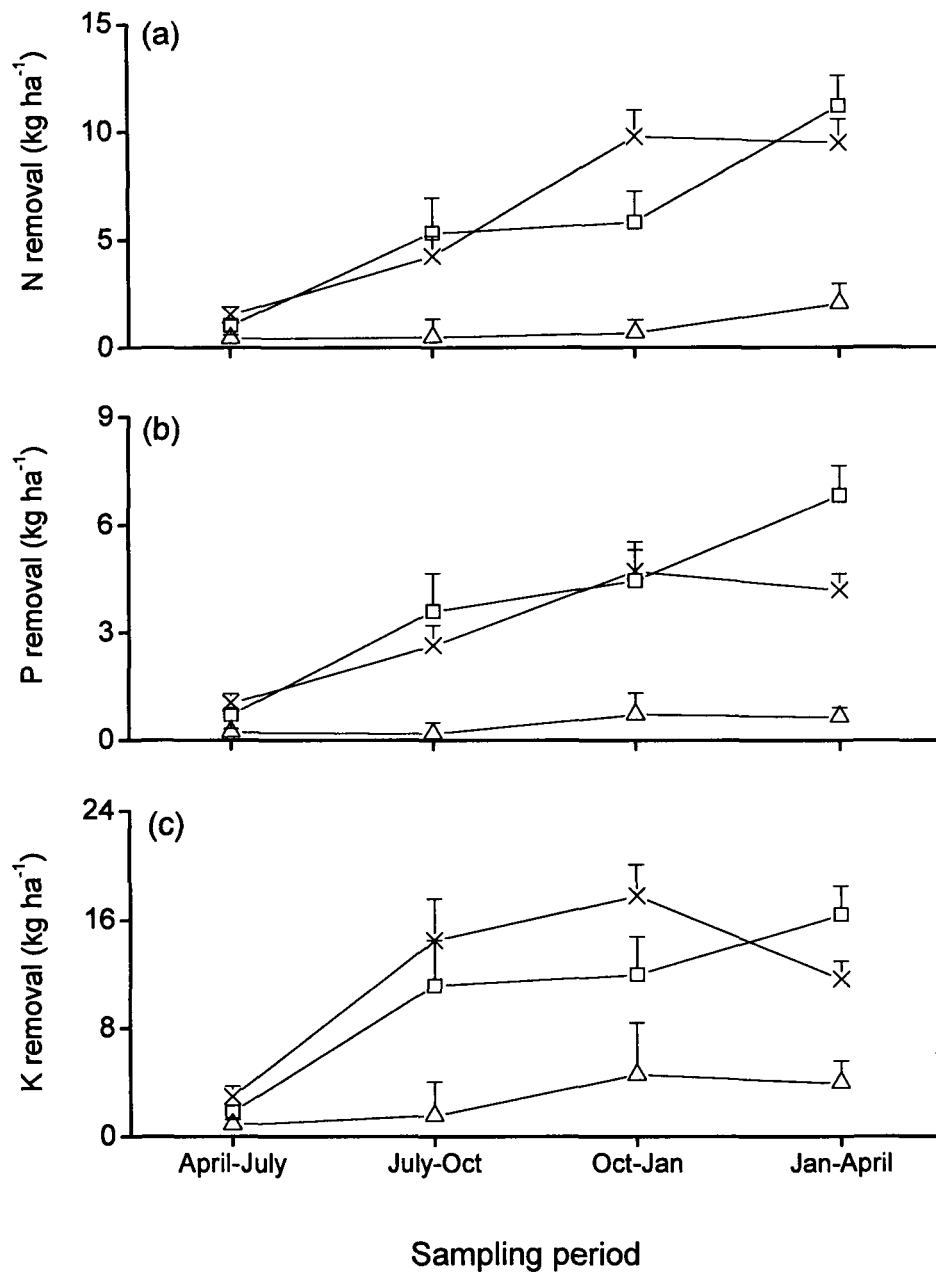 (a)
N removal (kg ha⁻¹)
15
10
5
0
(b)
P removal (kg ha⁻¹)
9
6
3
0
(c)
K removal (kg ha⁻¹)
24
16
8
0
April-July July-Oct Oct-Jan Jan-April
Sampling period